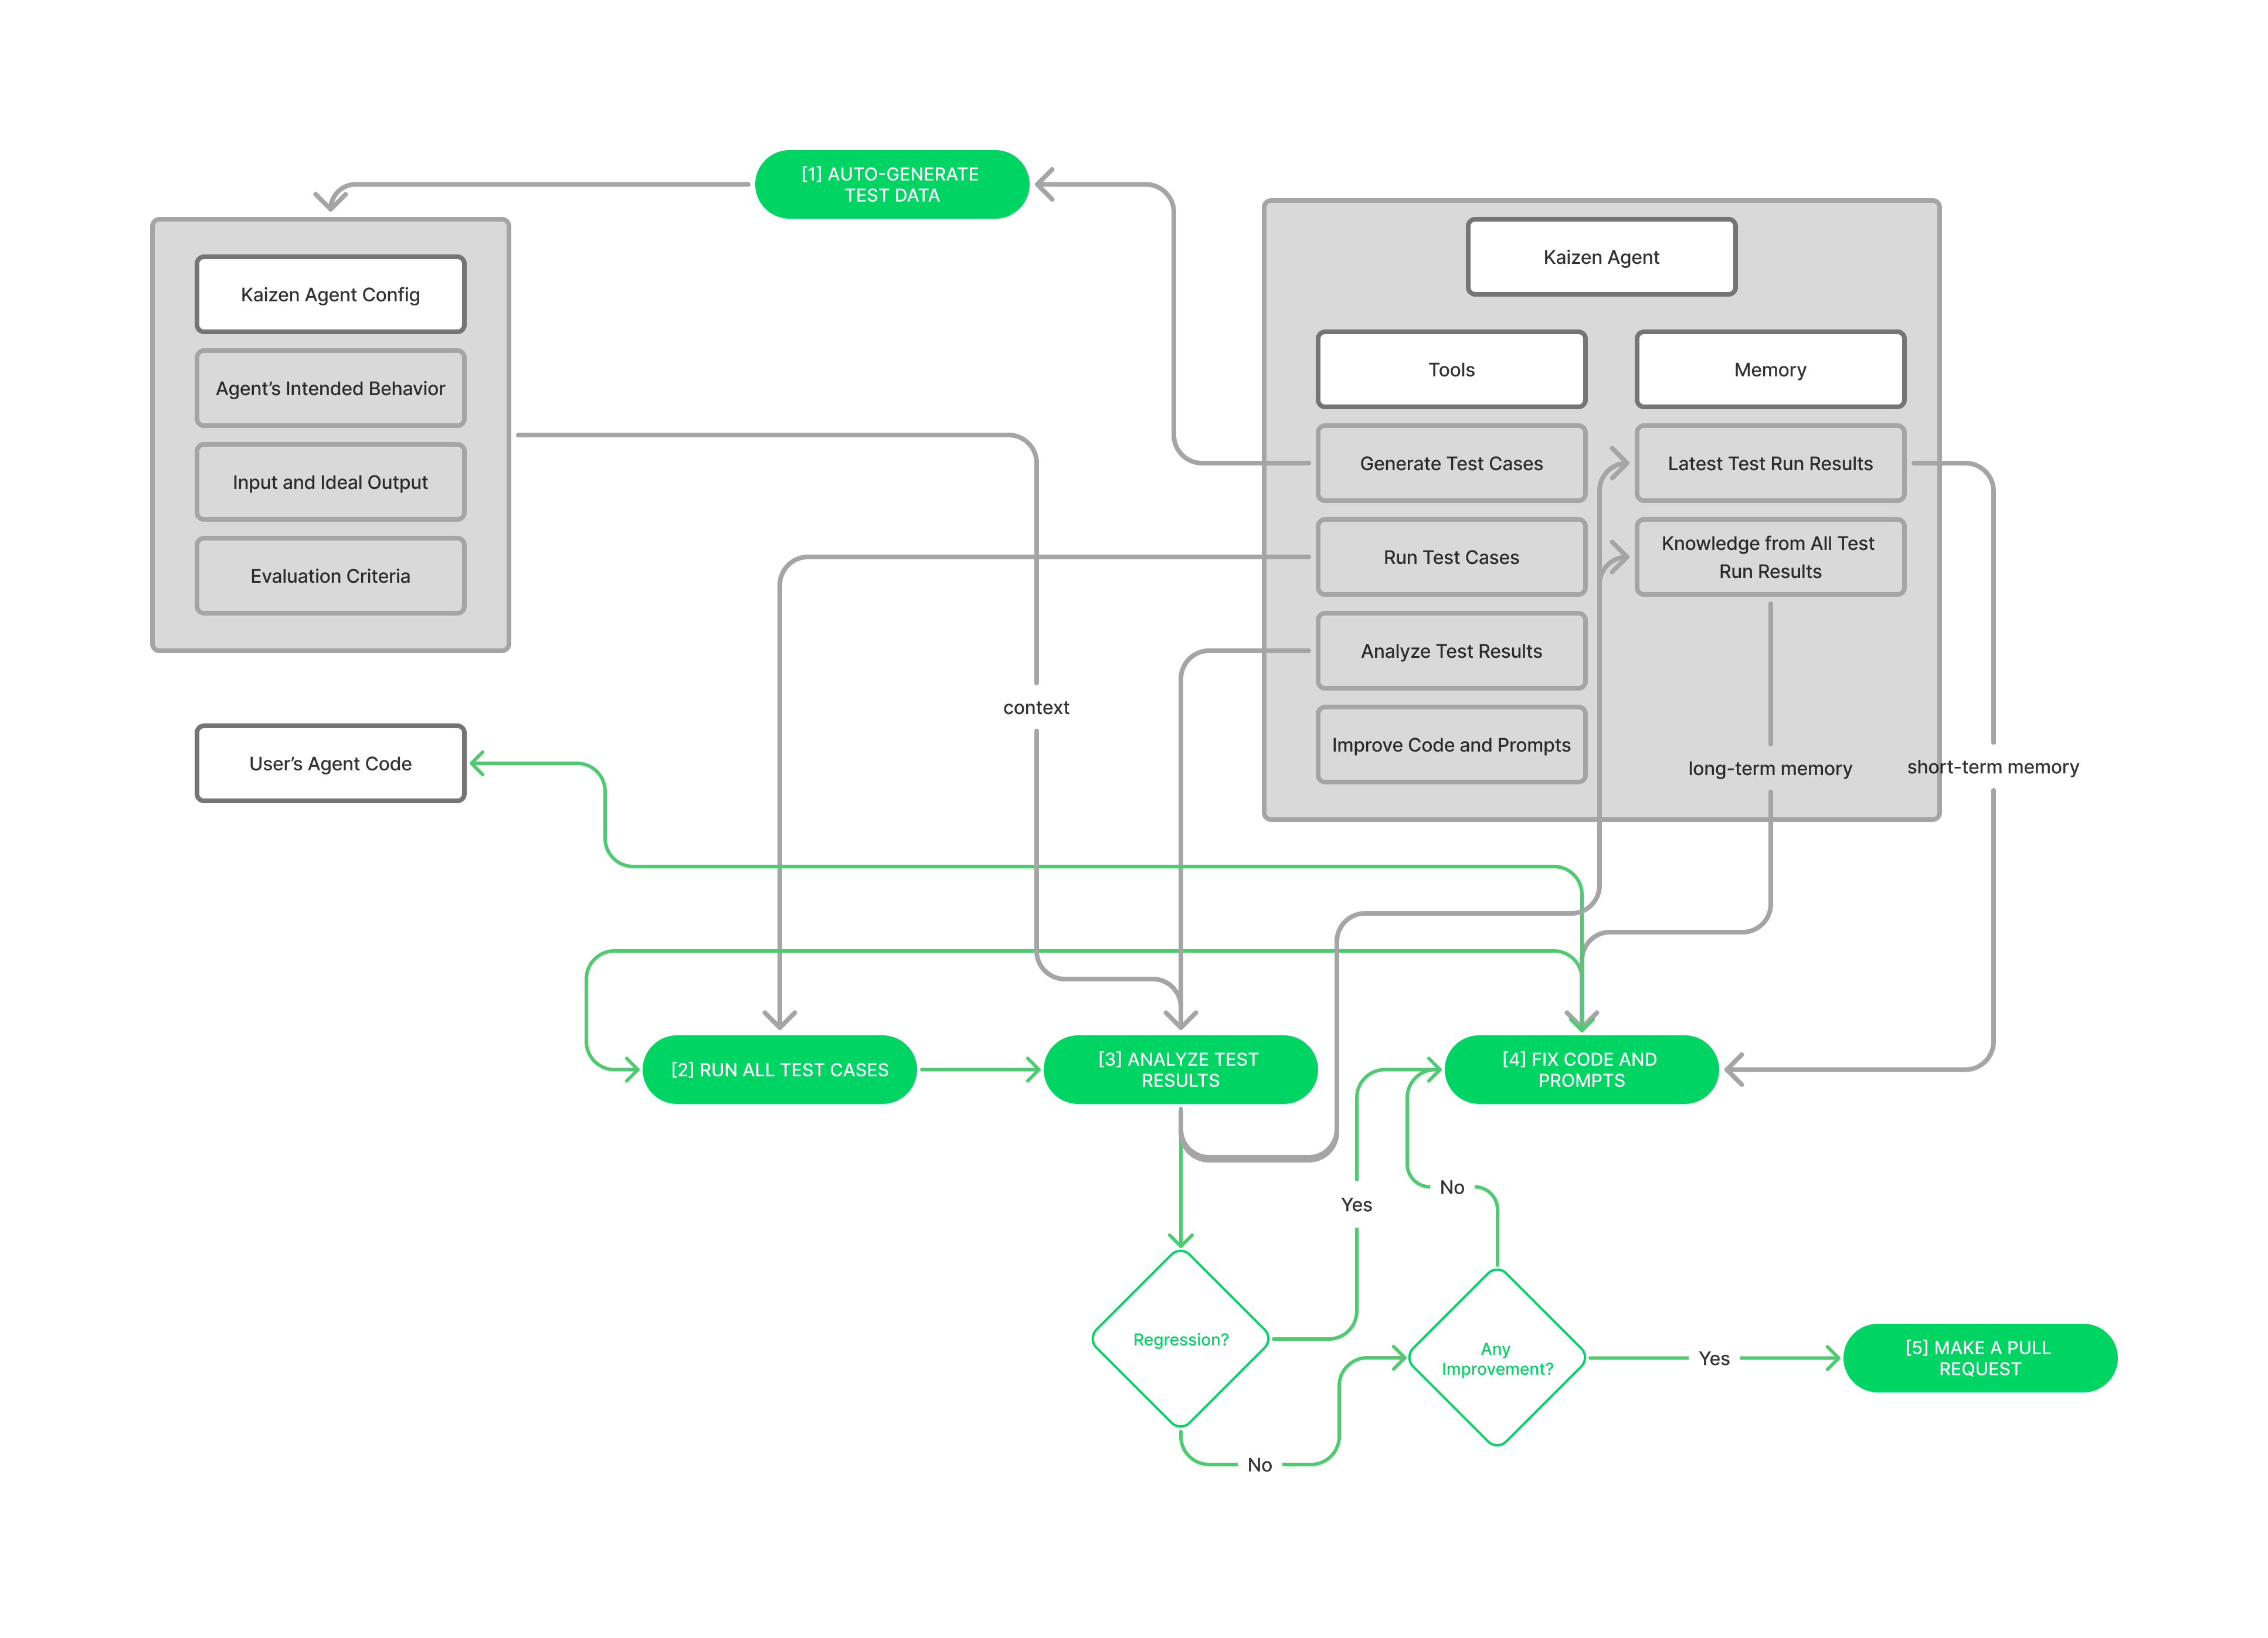 [1] AUTO-GENERATE
TEST DATA
Kaizen Agent Config
Agent’s Intended Behavior
Input and Ideal Output
Evaluation Criteria
User’s Agent Code
Kaizen Agent
Tools
Generate Test Cases
Run Test Cases
Analyze Test Results
Improve Code and Prompts
Memory
Latest Test Run Results
Knowledge from All Test
Run Results
context
long-term memory
short-term memory
[2] RUN ALL TEST CASES
[3] ANALYZE TEST
RESULTS
[4] FIX CODE AND
PROMPTS
Yes
No
Regression?
Any
Improvement?
Yes
[5] MAKE A PULL
REQUEST
No